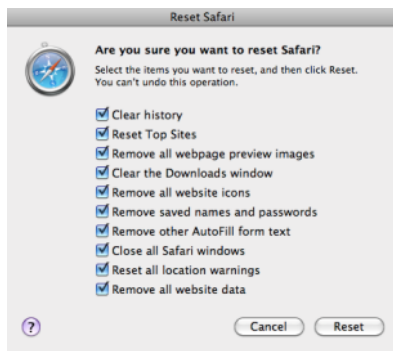 Reset Safari
Are you sure you want to reset Safari?
Select the items you want to reset, and then click Reset.
You can't undo this operation.
Clear history
Reset Top Sites
Remove all webpage preview images
Clear the Downloads window
Remove all website icons
Remove saved names and passwords
Remove other AutoFill form text
Close all Safari windows
Reset all location warnings
Remove all website data
? Cancel Reset